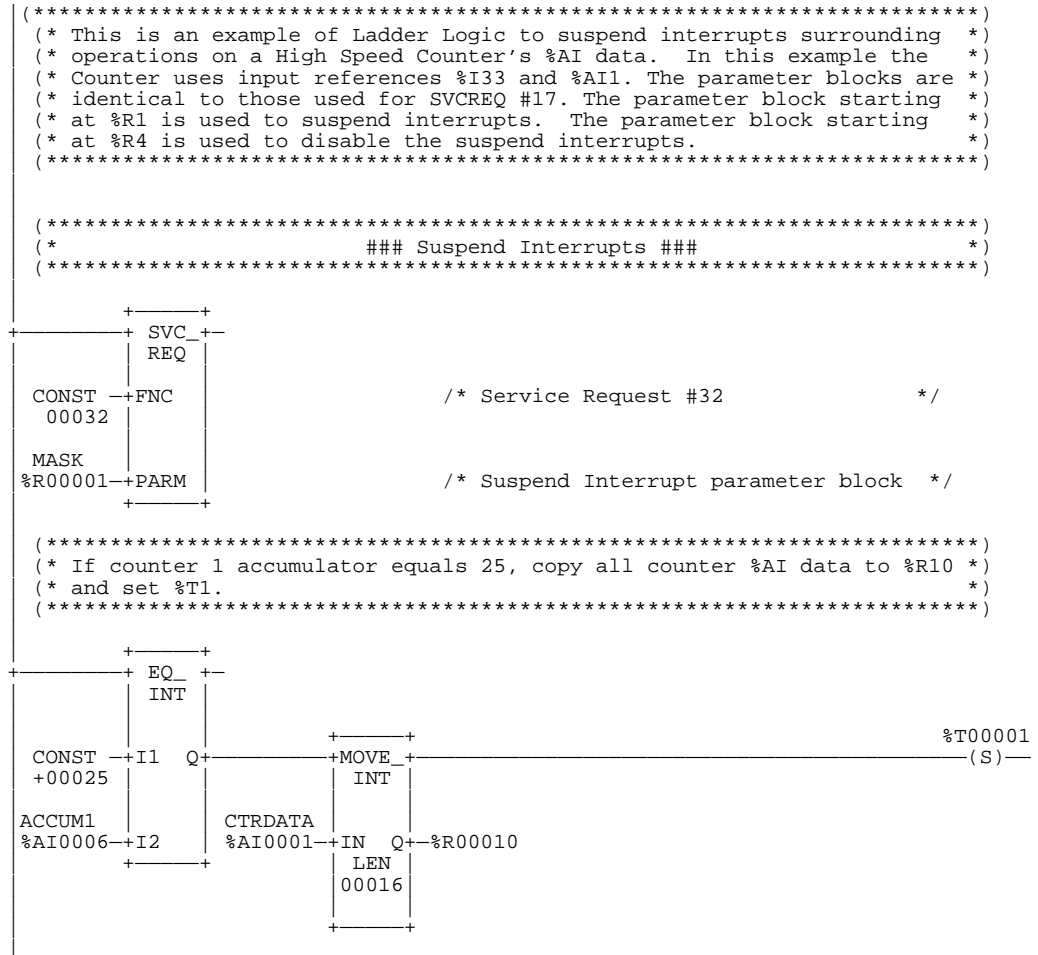 (*************************************************************************)
(* This is an example of Ladder Logic to suspend interrupts surrounding *)
(* operations on a High Speed Counter's %AI data. In this example the *)
(* Counter uses input references %I33 and %AI1. The parameter blocks are *)
(* identical to those used for SVCREQ #17. The parameter block starting *)
(* at %R1 is used to suspend interrupts. The parameter block starting *)
(* at %R4 is used to disable the suspend interrupts. *)
(*************************************************************************)
(*************************************************************************)
(* ### Suspend Interrupts ### *)
(*************************************************************************)
SVC_
REQ
CONST FNC /* Service Request #32 */
00032
MASK
%R00001 PARM /* Suspend Interrupt parameter block */
(*************************************************************************)
(* If counter 1 accumulator equals 25, copy all counter %AI data to %R10 *)
(* and set %T1. *)
(*************************************************************************)
EQ_
INT
%T00001
CONST I1 Q MOVE_ (S)
+00025 INT
ACCUM1 CTRDATA
%AI0006 I2 %AI0001 IN Q %R00010
LEN
00016